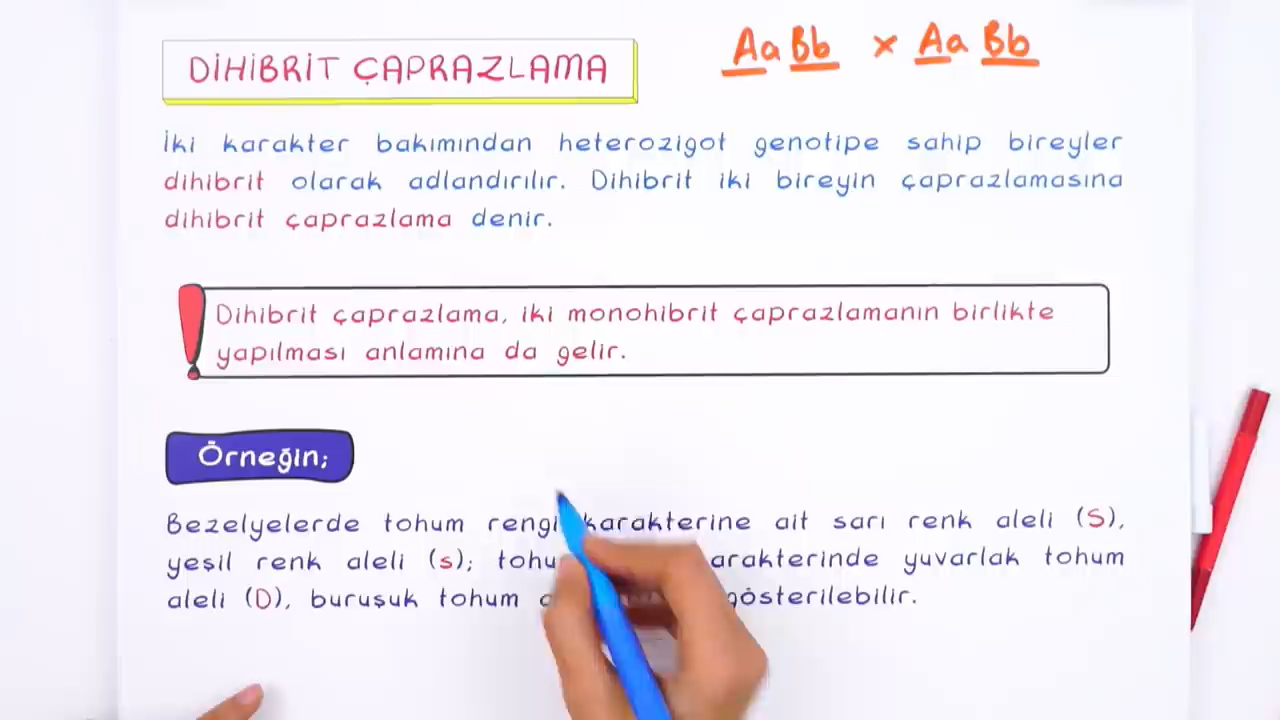 DİHİBRİT ÇAPRAZLAMA
AaBb x AaBb
İki karakter bakımından heterozigot genotipe sahip bireyler
dihibrit olarak adlandırılır. Dihibrit iki bireyin çaprazlamasına
dihibrit çaprazlama denir.
Dihibrit çaprazlama, iki monohibrit çaprazlamanın birlikte
yapılması anlamına da gelir.
Örneğin;
Bezelyelerde tohum rengi karakterine ait sarı renk aleli (S),
yeşil renk aleli (s); yuvarlak tohum
aleli (D), buruşuk tohum gösterilebilir.